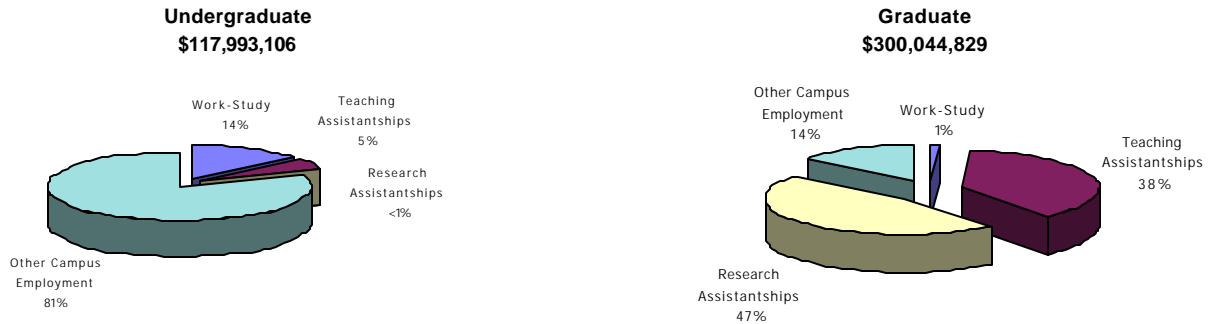 Undergraduate
$117,993,106
Work-Study
14%
Teaching
Assistantships
5%
Research
Assistantships
<1%
Other Campus
Employment
81%
Graduate
$300,044,829
Other Campus
Employment
14%
Work-Study
1%
Teaching
Assistantships
38%
Research
Assistantships
47%